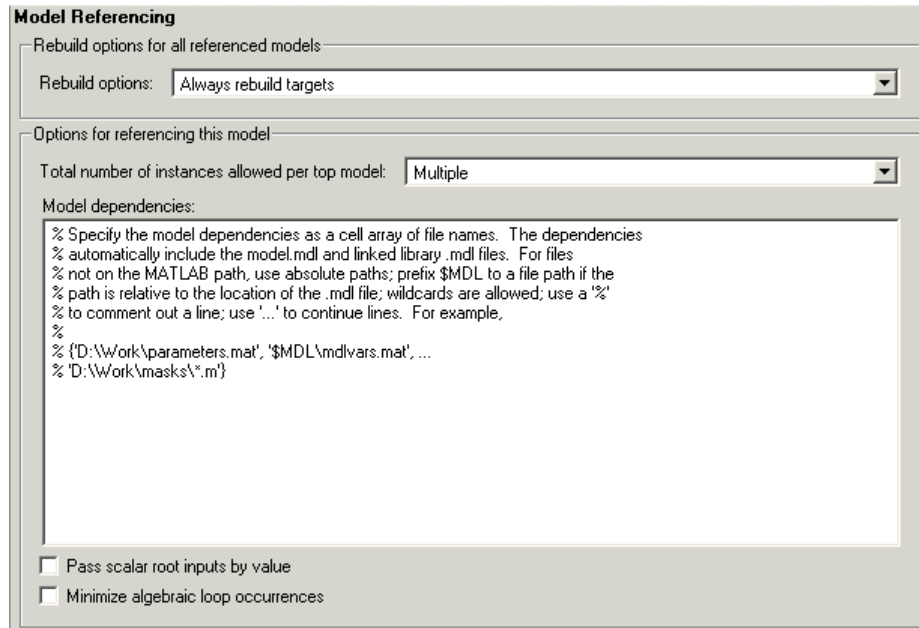 Model Referencing
Rebuild options for all referenced models
Rebuild options: Always rebuild targets
Options for referencing this model
Total number of instances allowed per top model: Multiple
Model dependencies:
% Specify the model dependencies as a cell array of file names.  The dependencies
% automatically include the model.mdl and linked library .mdl files.  For files
% not on the MATLAB path, use absolute paths; prefix $MDL to a file path if the
% path is relative to the location of the .mdl file; wildcards are allowed; use a '%'
% to comment out a line; use '...' to continue lines.  For example,
%
% {'D:\Work\parameters.mat', '$MDL\mdlvars.mat', ...
% 'D:\Work\masks\*.m'}
Pass scalar root inputs by value
Minimize algebraic loop occurrences